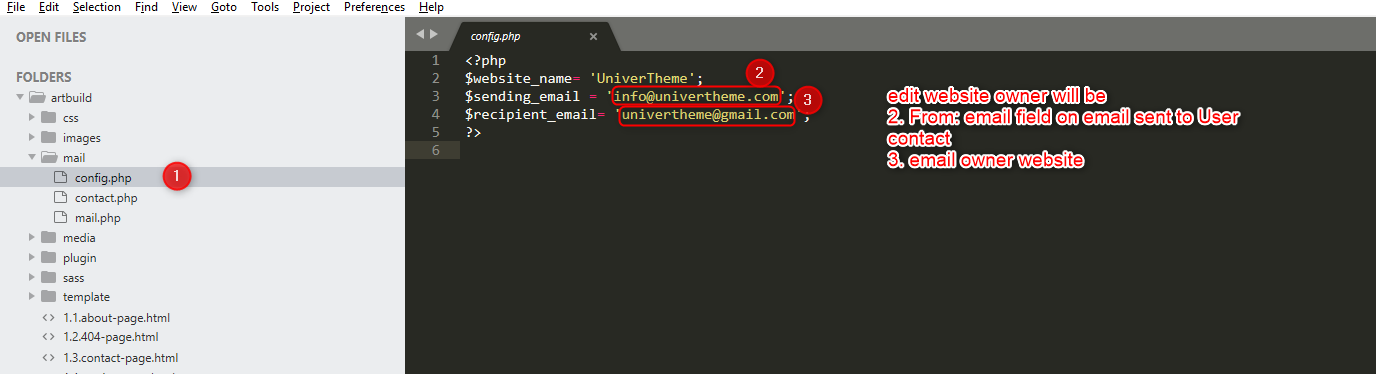 File Edit Selection Find View Goto Tools Project Preferences Help
OPEN FILES
FOLDERS
artbuild
css
images
mail
config.php
1
contact.php
mail.php
media
plugin
sass
template
1.1.about-page.html
1.2.404-page.html
1.3.contact-page.html
config.php ×
1 <?php
2 $website_name= 'UniverTheme';
2
3 $sending_email = 'info@univertheme.com';
3
4 $recipient_email= 'univertheme@gmail.com';
5 ?>
6
edit website owner will be
2. From: email field on email sent to User
contact
3. email owner website